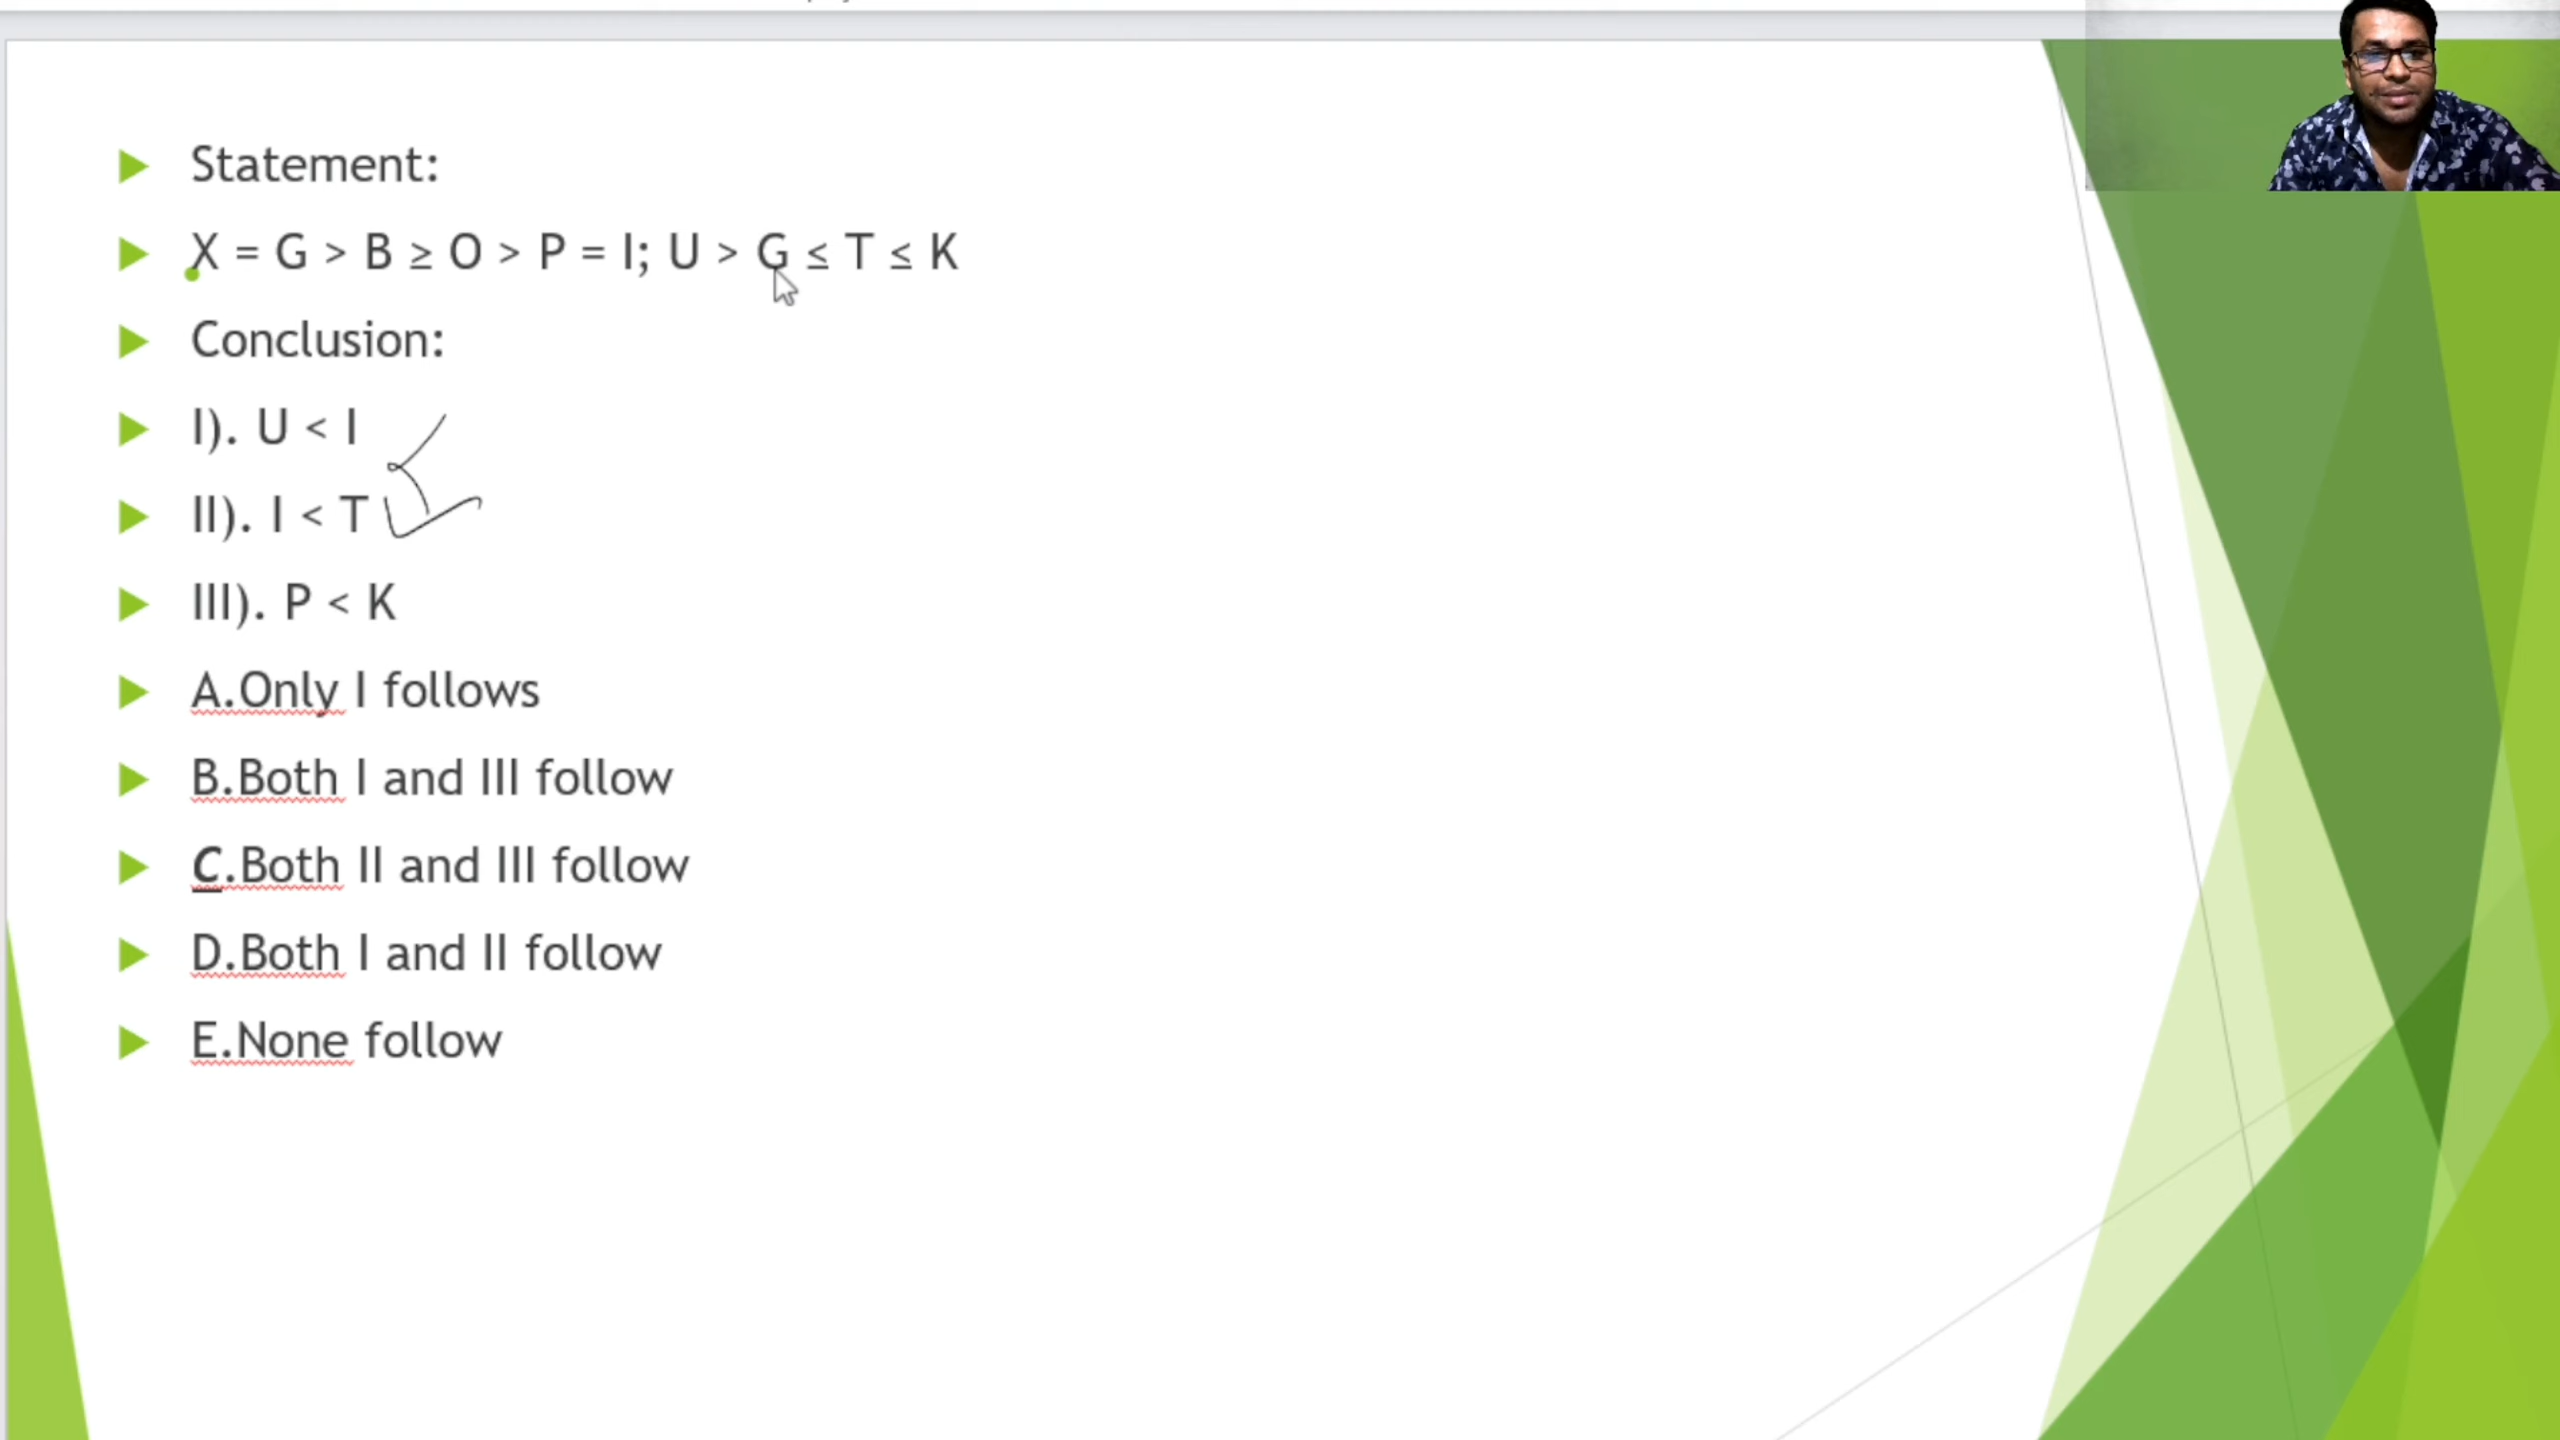 Statement:
X = G > B ≥ O > P = I; U > G ≤ T ≤ K
Conclusion:
I). U < I
II). I < T
III). P < K
A.Only I follows
B.Both I and III follow
C.Both II and III follow
D.Both I and II follow
E.None follow